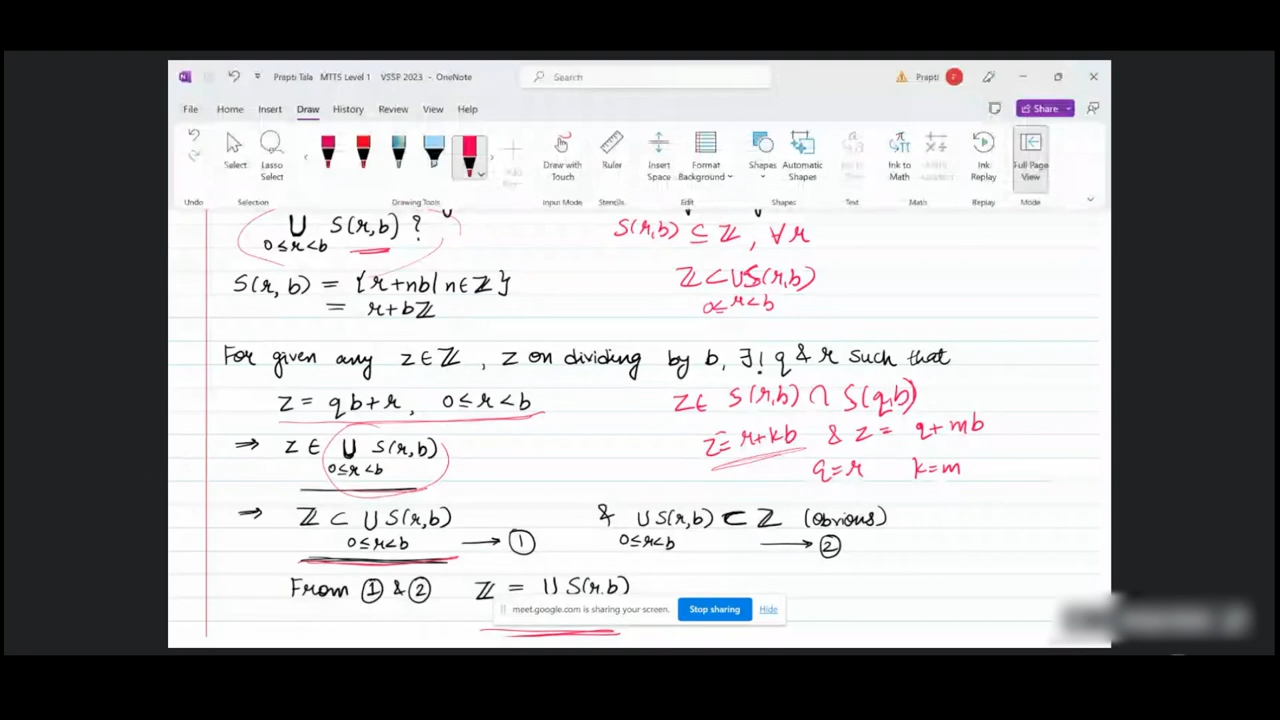 Prapti Tala MTTS Level 1 VSSP 2023 - OneNote
Search
Prapti
P
File Home Insert Draw History Review View Help
Share
Select
Lasso Select
Draw with Touch
Ruler
Insert Space
Format Background
Shapes
Automatic Shapes
Ink to Math
Ink Replay
Full Page View
Undo Selection Drawing Tools Input Mode Stencils Edit Shapes Text Math Replay Mode
∪ S(r,b) ?
0≤r<b
S(r,b) = {r+nb | n∈ℤ}
= r+bℤ
S(r,b) ⊆ ℤ, ∀r
ℤ ⊂ ∪S(r,b)
0≤r<b
For given any z∈ℤ, z on dividing by b, ∃! q & r such that
z = qb+r, 0≤r<b
⇒ z ∈ ∪ S(r,b)
0≤r<b
z∈ S(r,b) ∩ S(q,b)
z = r+kb & z = q+mb
q=r k=m
⇒ ℤ ⊂ ∪ S(r,b) & ∪ S(r,b) ⊂ ℤ (obvious)
0≤r<b → ① 0≤r<b → ②
From ① & ② ℤ = ∪ S(r,b)
meet.google.com is sharing your screen. Stop sharing Hide